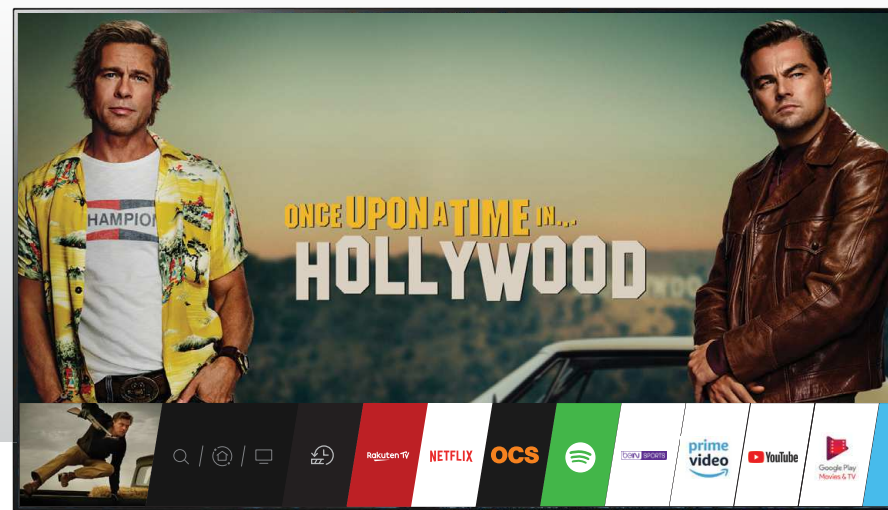 HAMPION
ONCE UPON A TIME IN...
HOLLYWOOD
Rakuten TV
NETFLIX
OCS
beIN SPORTS
prime
video
YouTube
Google Play
Movies & TV